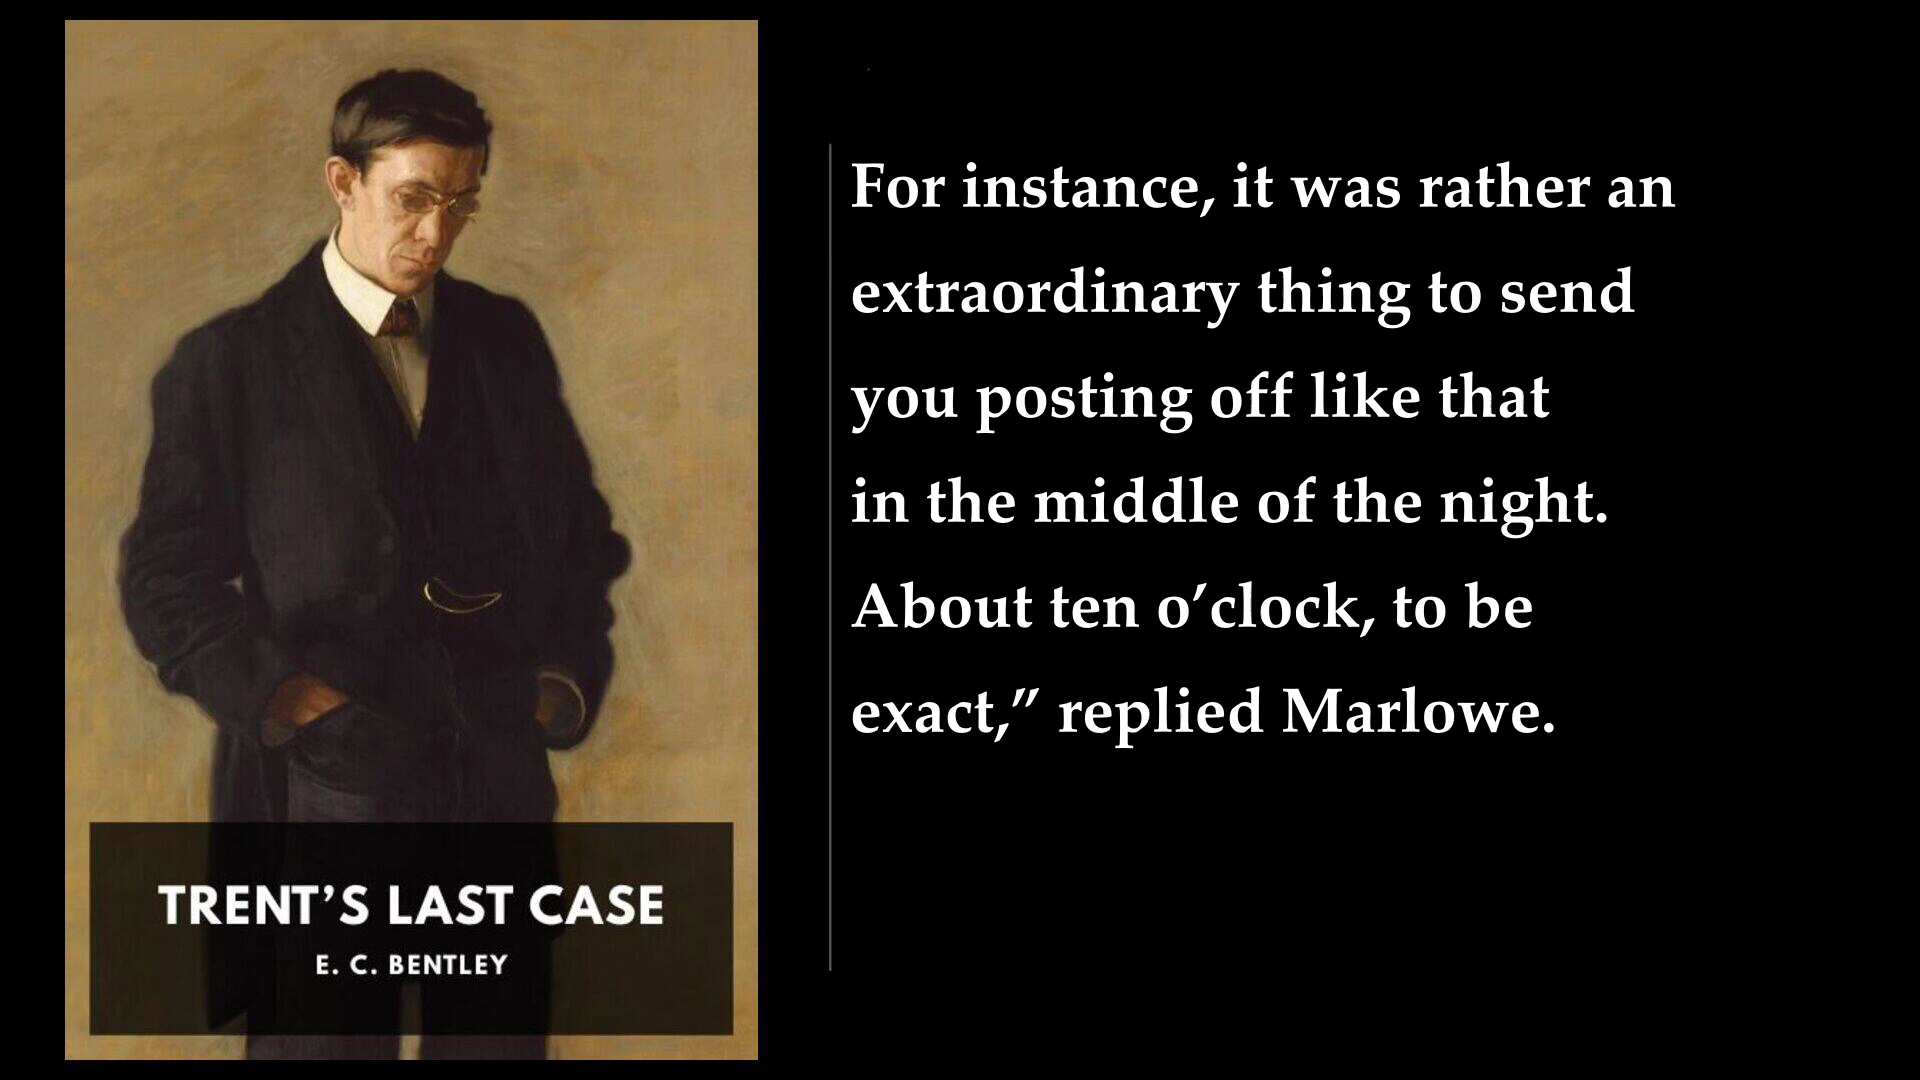 For instance, it was rather an
extraordinary thing to send
you posting off like that
in the middle of the night.
About ten o’clock, to be
exact,” replied Marlowe.
TRENT’S LAST CASE
E. C. BENTLEY